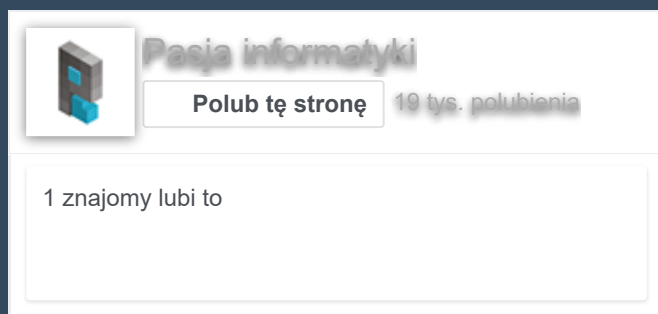 Pasja informatyki
Polub tę stronę
19 tys. polubienia
1 znajomy lubi to